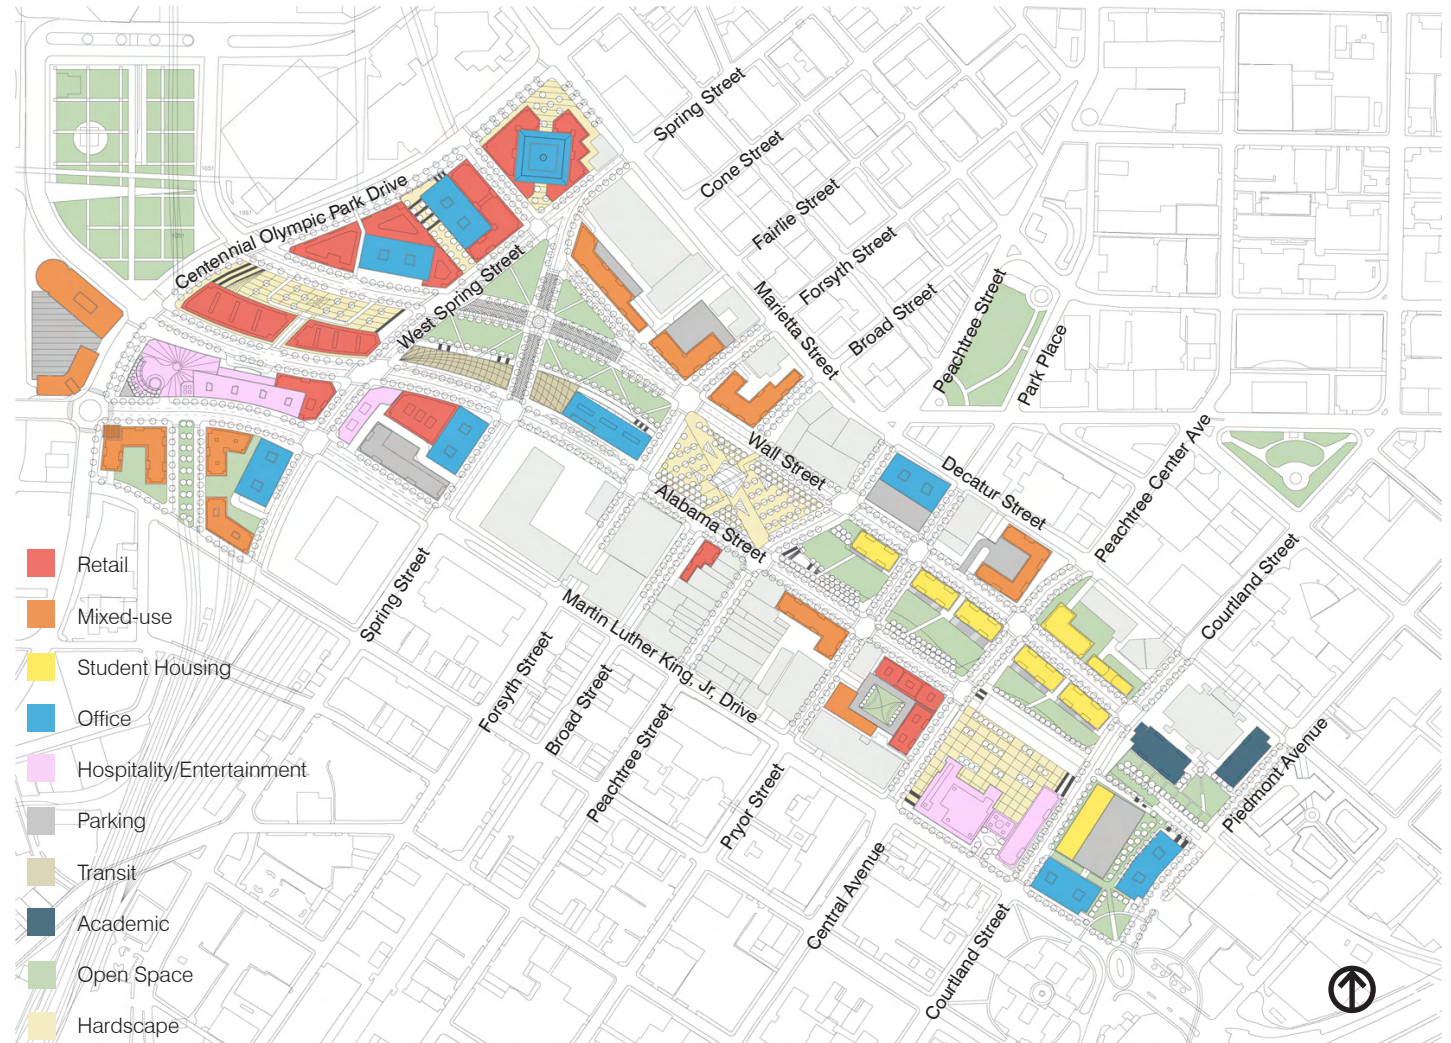 Spring Street
Cone Street
Fairlie Street
Forsyth Street
Broad Street
Marietta Street
Peachtree Street
Park Place
Centennial Olympic Park Drive
West Spring Street
Wall Street
Decatur Street
Peachtree Center Ave
Alabama Street
Courtland Street
Martin Luther King, Jr, Drive
Spring Street
Forsyth Street
Broad Street
Peachtree Street
Pryor Street
Central Avenue
Courtland Street
Piedmont Avenue
Retail
Mixed-use
Student Housing
Office
Hospitality/Entertainment
Parking
Transit
Academic
Open Space
Hardscape